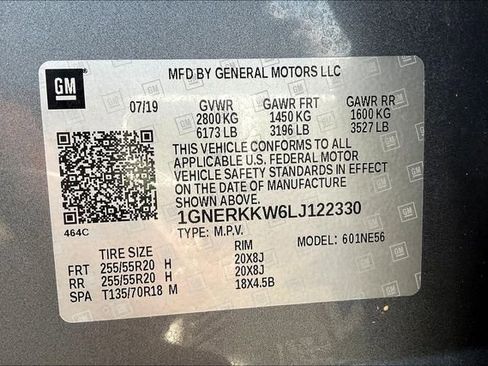 GM
MFD BY GENERAL MOTORS LLC
07/19 GVWR GAWR FRT GAWR RR
2800 KG 1450 KG 1600 KG
6173 LB 3196 LB 3527 LB
THIS VEHICLE CONFORMS TO ALL
APPLICABLE U.S. FEDERAL MOTOR
VEHICLE SAFETY STANDARDS IN EFFECT
ON THE DATE OF MANUFACTURE
SHOWN ABOVE.
1GNERKKW6LJ122330
464C TYPE: M.P.V.
TIRE SIZE RIM MODEL: 601NE56
FRT 255/55R20 H 20X8J
RR 255/55R20 H 20X8J
SPA T135/70R18 M 18X4.5B